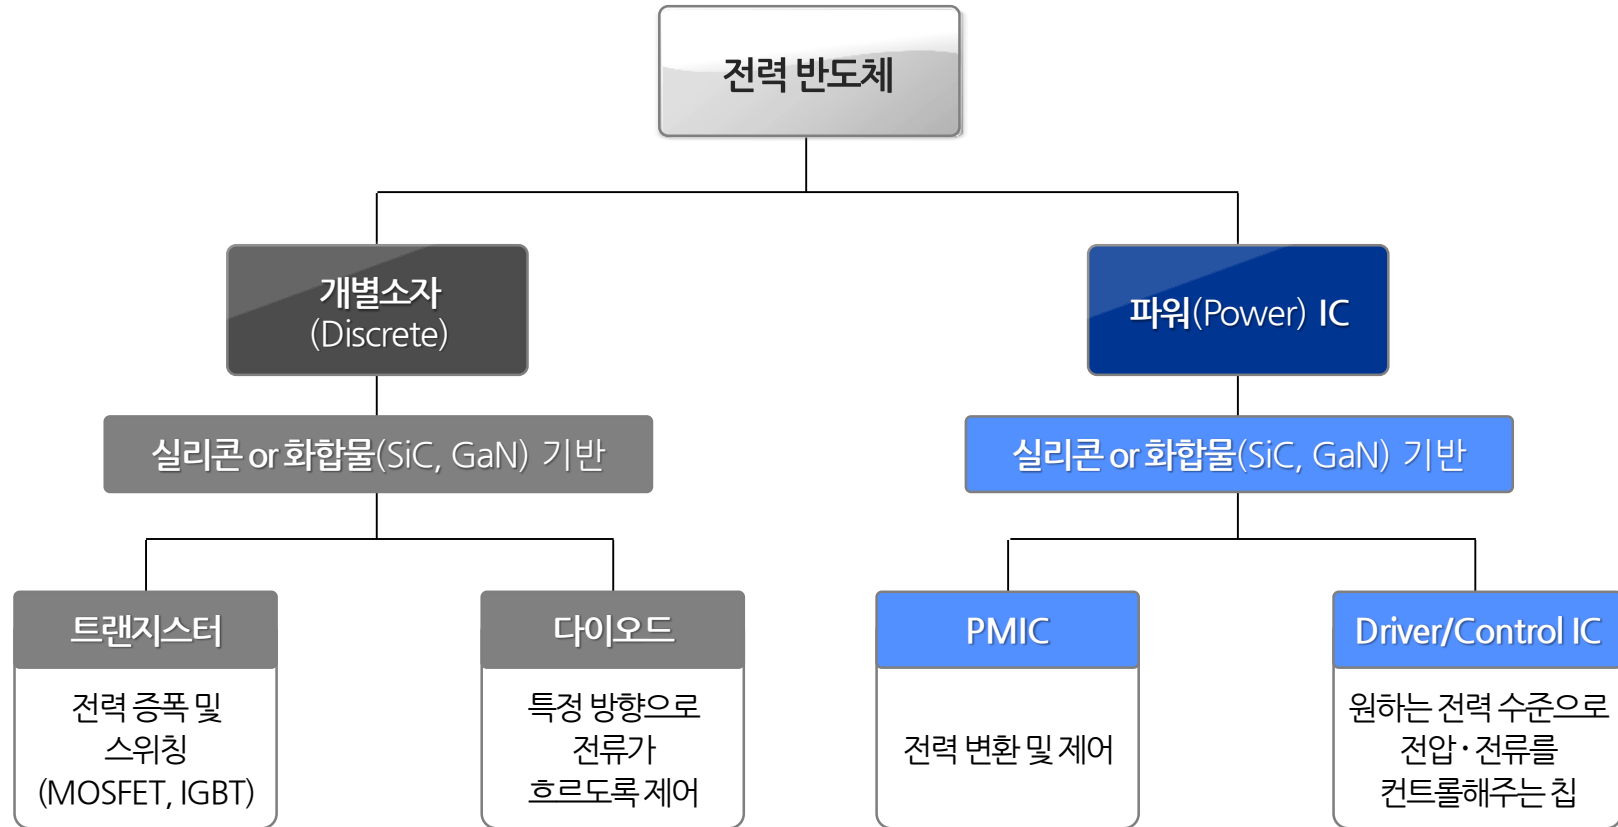 전력 반도체
개별소자
(Discrete)
파워(Power) IC
실리콘 or 화합물(SiC, GaN) 기반
실리콘 or 화합물(SiC, GaN) 기반
트랜지스터
다이오드
PMIC
Driver/Control IC
전력 증폭 및
스위칭
(MOSFET, IGBT)
특정 방향으로
전류가
흐르도록 제어
전력 변환 및 제어
원하는 전력 수준으로
전압·전류를
컨트롤해주는 칩